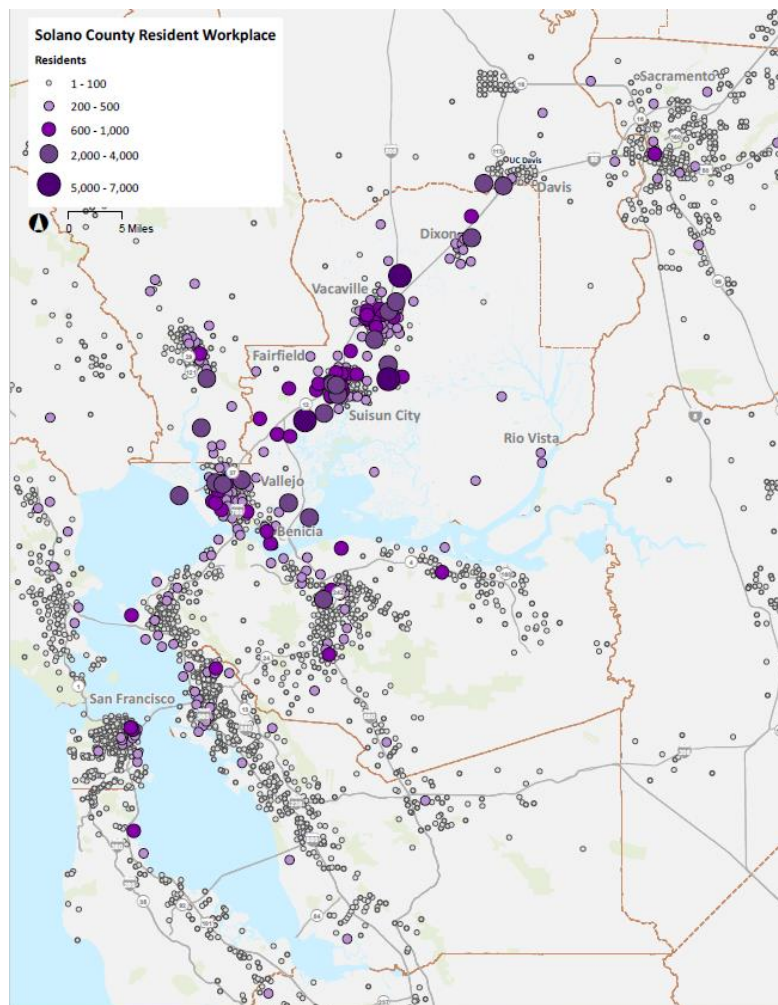 Solano County Resident Workplace
Residents
1 - 100
200 - 500
600 - 1,000
2,000 - 4,000
5,000 - 7,000
0 5 Miles
Sacramento
UC Davis
Davis
Dixon
Vacaville
Fairfield
Suisun City
Rio Vista
Vallejo
Benicia
San Francisco